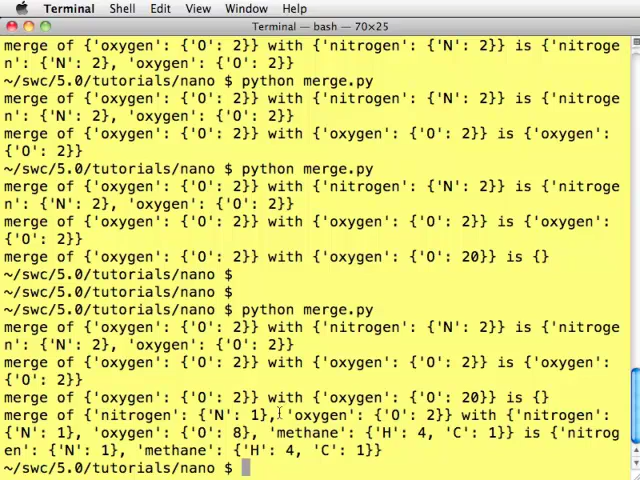 Terminal Shell Edit View Window Help
Terminal — bash — 70×25
merge of {'oxygen': {'O': 2}} with {'nitrogen': {'N': 2}} is {'nitroge
n': {'N': 2}, 'oxygen': {'O': 2}}
~/swc/5.0/tutorials/nano $ python merge.py
merge of {'oxygen': {'O': 2}} with {'nitrogen': {'N': 2}} is {'nitroge
n': {'N': 2}, 'oxygen': {'O': 2}}
merge of {'oxygen': {'O': 2}} with {'oxygen': {'O': 2}} is {'oxygen':
{'O': 2}}
~/swc/5.0/tutorials/nano $ python merge.py
merge of {'oxygen': {'O': 2}} with {'nitrogen': {'N': 2}} is {'nitroge
n': {'N': 2}, 'oxygen': {'O': 2}}
merge of {'oxygen': {'O': 2}} with {'oxygen': {'O': 2}} is {'oxygen':
{'O': 2}}
merge of {'oxygen': {'O': 2}} with {'oxygen': {'O': 20}} is {}
~/swc/5.0/tutorials/nano $
~/swc/5.0/tutorials/nano $
~/swc/5.0/tutorials/nano $ python merge.py
merge of {'oxygen': {'O': 2}} with {'nitrogen': {'N': 2}} is {'nitroge
n': {'N': 2}, 'oxygen': {'O': 2}}
merge of {'oxygen': {'O': 2}} with {'oxygen': {'O': 2}} is {'oxygen':
{'O': 2}}
merge of {'oxygen': {'O': 2}} with {'oxygen': {'O': 20}} is {}
merge of {'nitrogen': {'N': 1}, 'oxygen': {'O': 2}} with {'nitrogen':
{'N': 1}, 'oxygen': {'O': 8}, 'methane': {'H': 4, 'C': 1}} is {'nitrog
en': {'N': 1}, 'methane': {'H': 4, 'C': 1}}
~/swc/5.0/tutorials/nano $